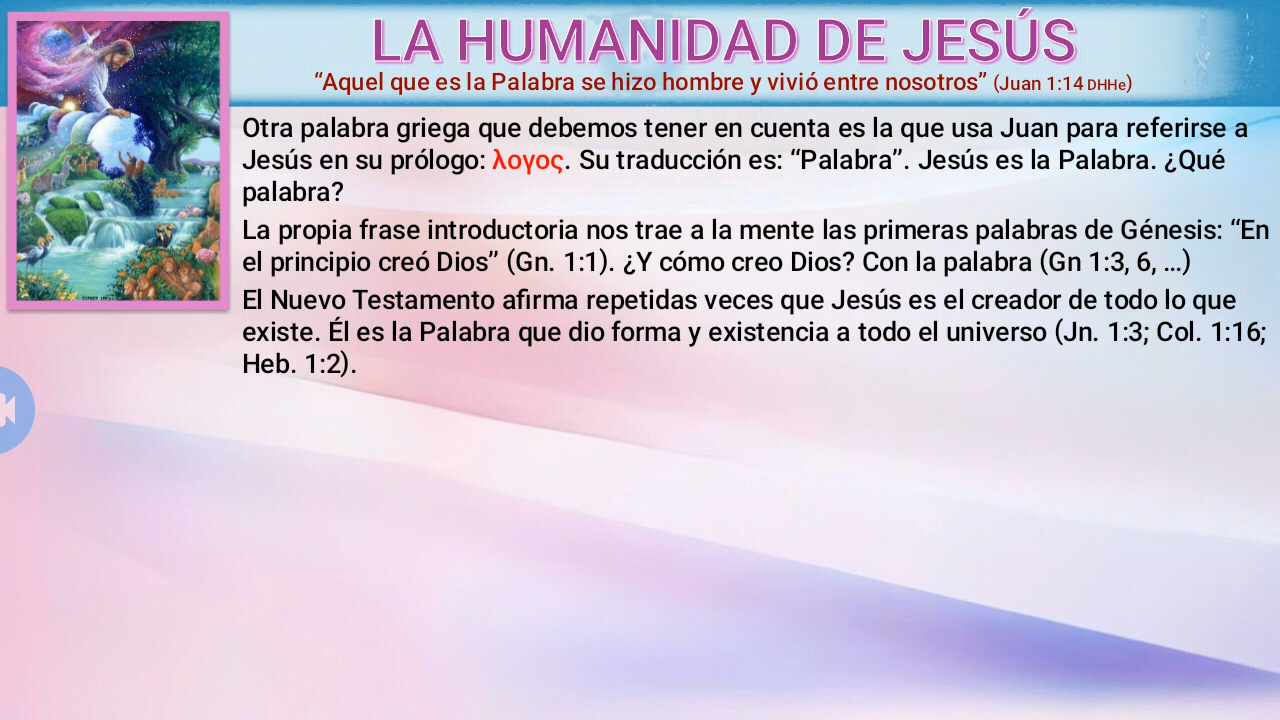 LA HUMANIDAD DE JESÚS
“Aquel que es la Palabra se hizo hombre y vivió entre nosotros” (Juan 1:14 DHHe)
Otra palabra griega que debemos tener en cuenta es la que usa Juan para referirse a
Jesús en su prólogo: λογος. Su traducción es: “Palabra”. Jesús es la Palabra. ¿Qué
palabra?
La propia frase introductoria nos trae a la mente las primeras palabras de Génesis: “En
el principio creó Dios” (Gn. 1:1). ¿Y cómo creo Dios? Con la palabra (Gn 1:3, 6, …)
El Nuevo Testamento afirma repetidas veces que Jesús es el creador de todo lo que
existe. Él es la Palabra que dio forma y existencia a todo el universo (Jn. 1:3; Col. 1:16;
Heb. 1:2).